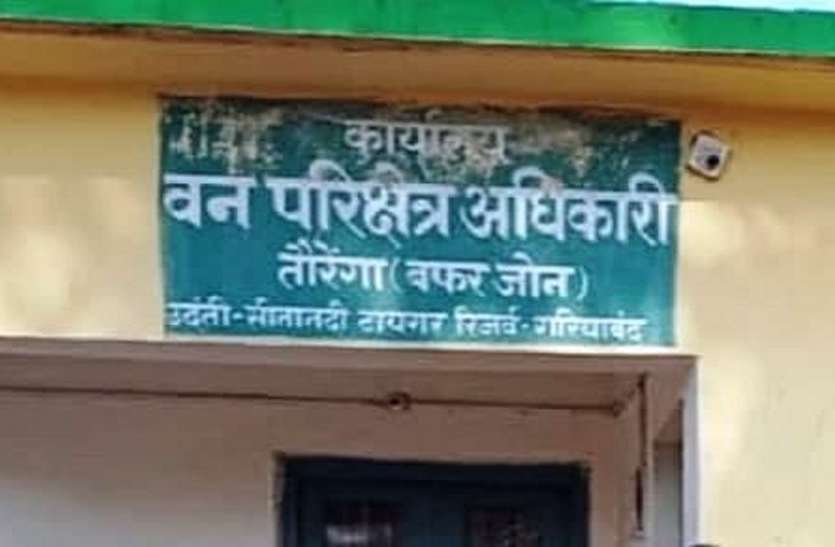 कार्यालय
वन परिक्षेत्र अधिकारी
तौरेंगा (बफर जोन)
उदंती-सीतानदी टायगर रिजर्व-गरियाबंद